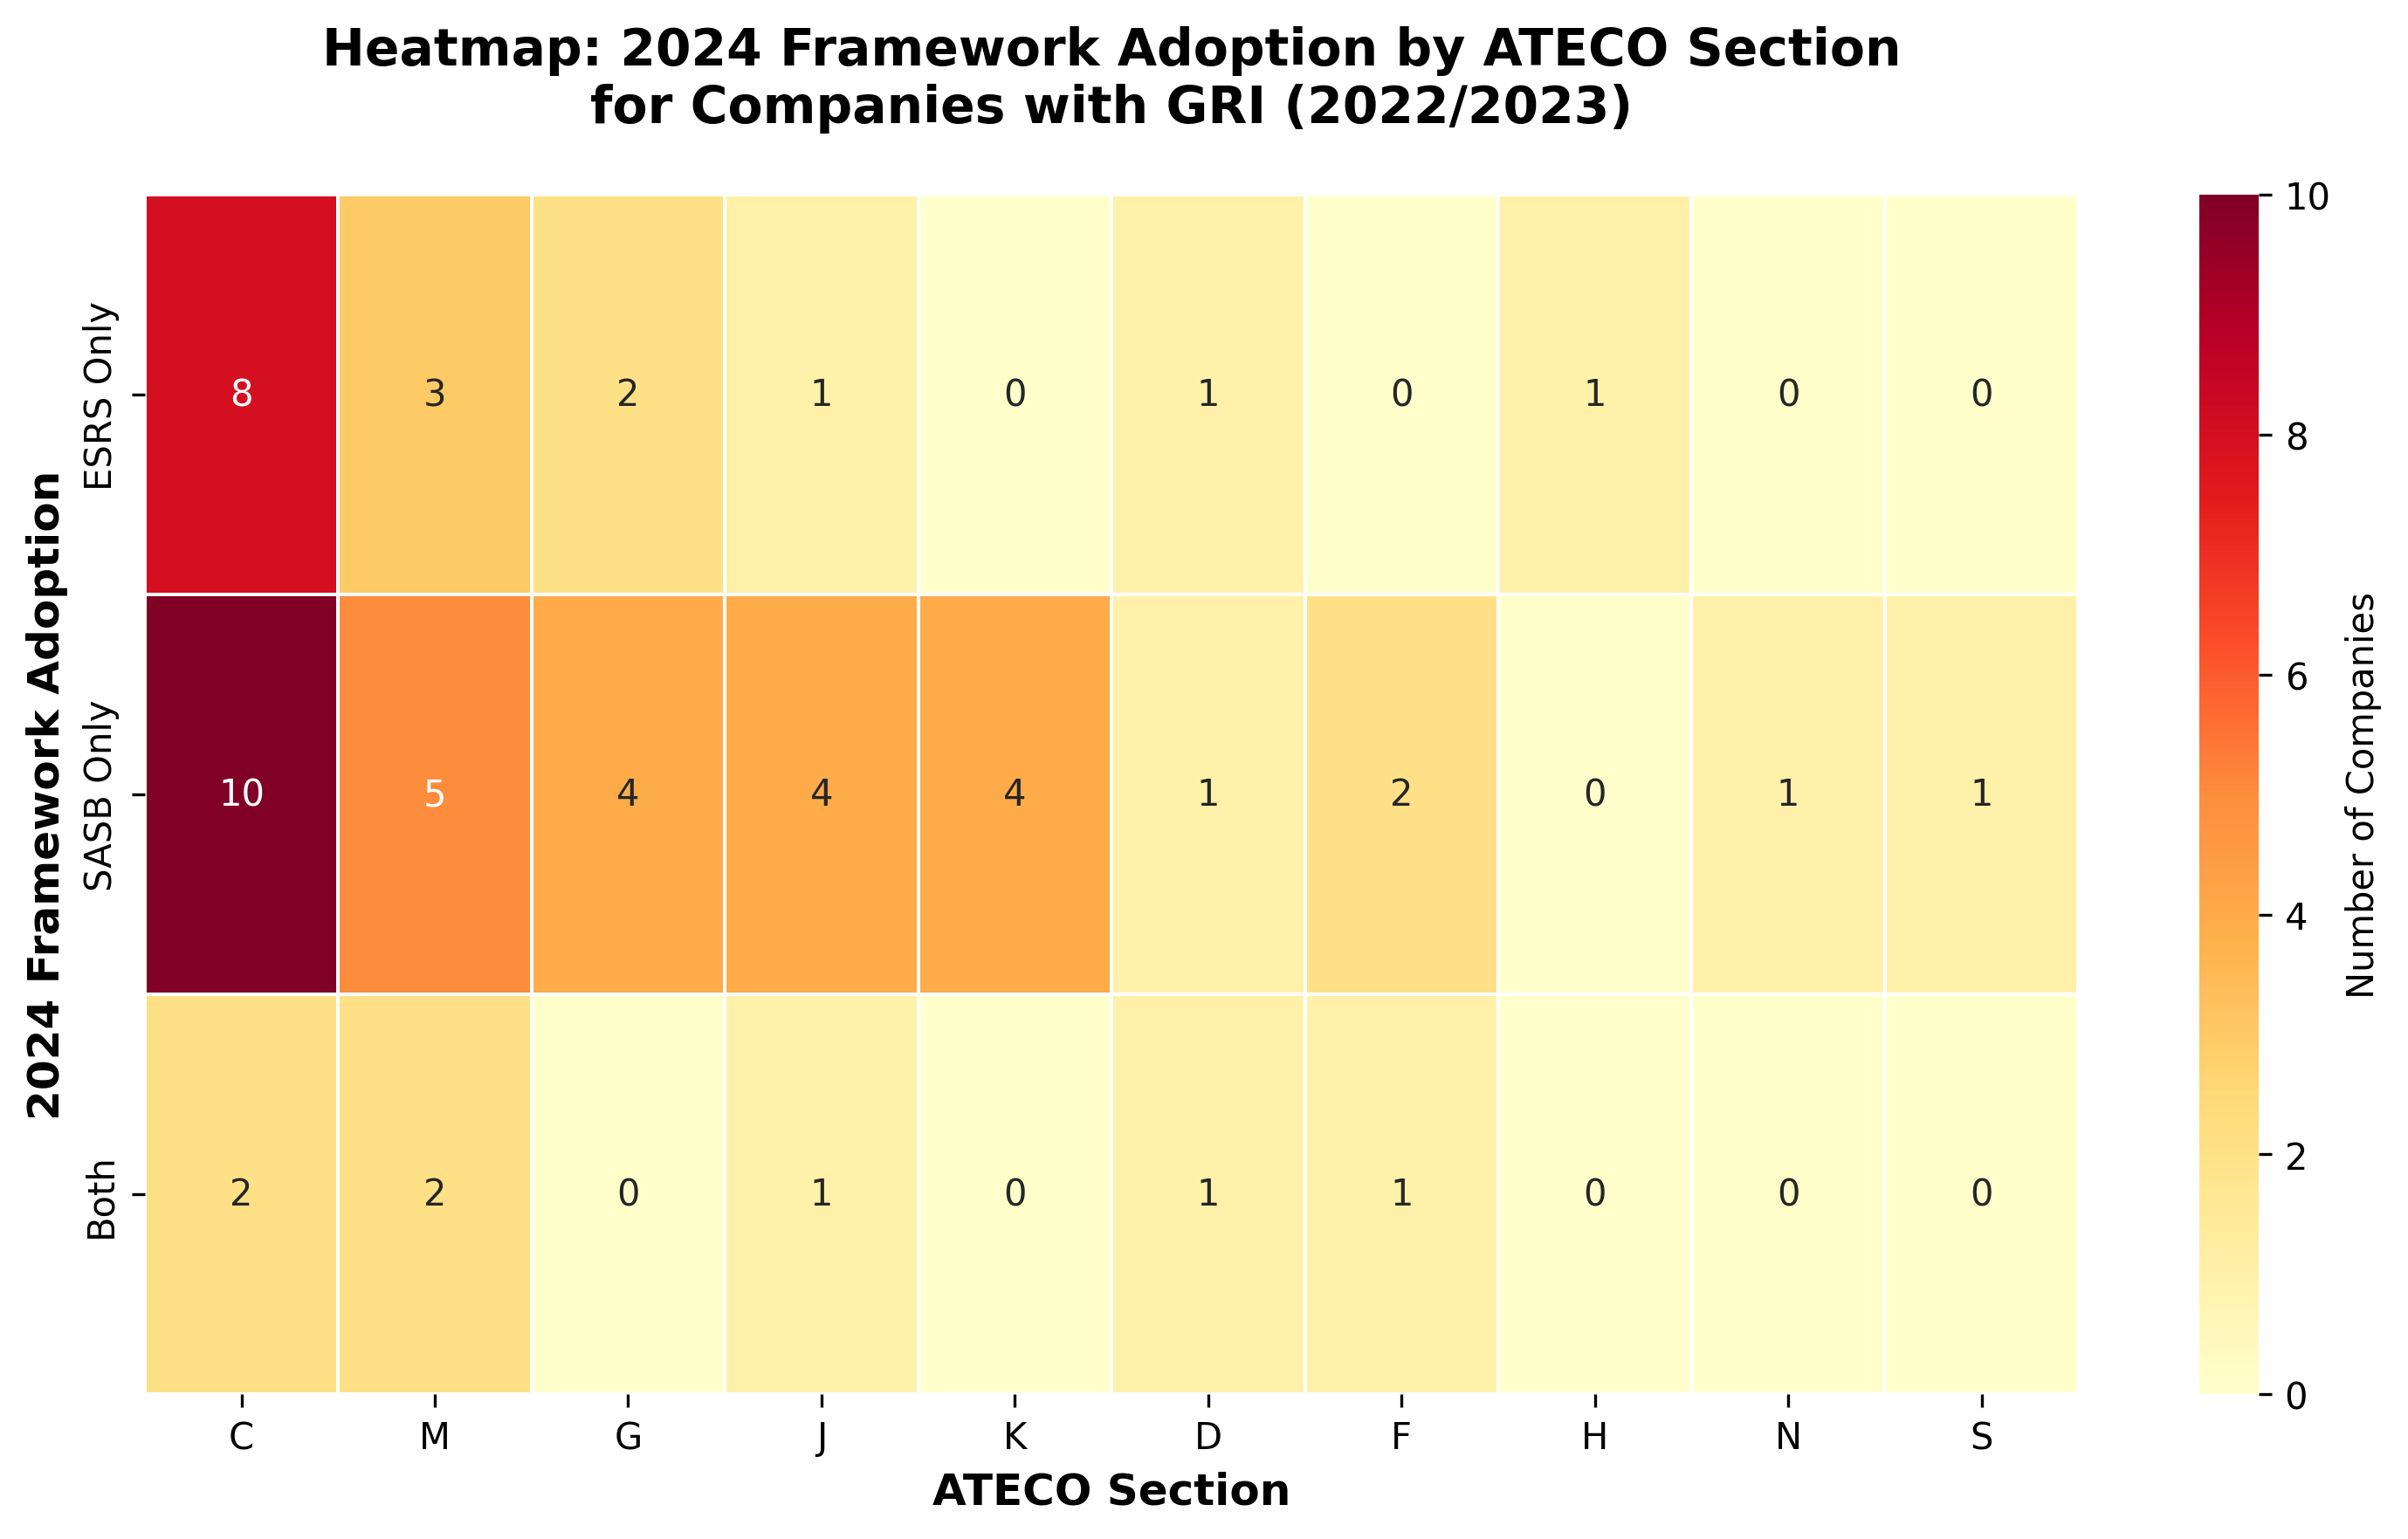 Heatmap: 2024 Framework Adoption by ATECO Section
for Companies with GRI (2022/2023)
2024 Framework Adoption
ESRS Only
8 3 2 1 0 1 0 1 0 0
SASB Only
10 5 4 4 4 1 2 0 1 1
Both
2 2 0 1 0 1 1 0 0 0
C M G J K D F H N S
ATECO Section
10
8
6
4
2
0
Number of Companies